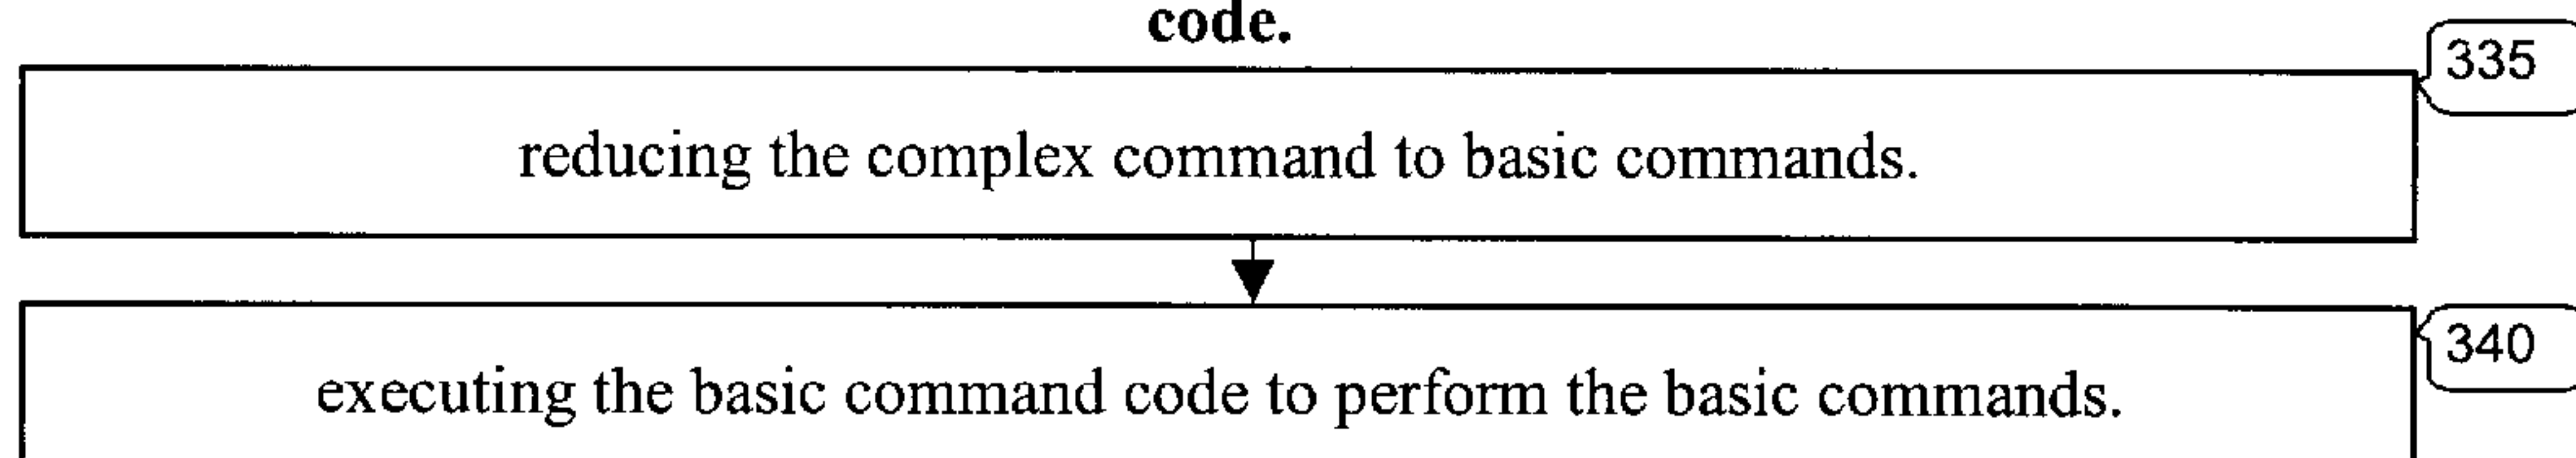 code.
335
reducing the complex command to basic commands.
340
executing the basic command code to perform the basic commands.